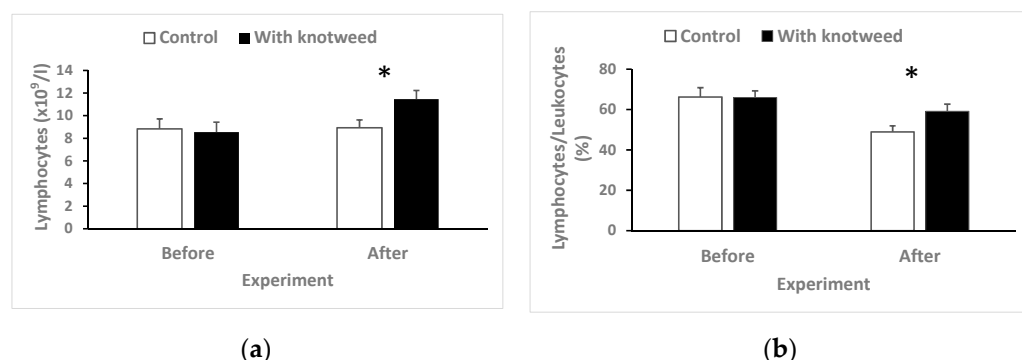 □ Control ■ With knotweed
Lymphocytes (x10⁹/l)
14
12
10
8
6
4
2
0
*
Before After
Experiment
(a)
□ Control ■ With knotweed
Lymphocytes/Leukocytes
(%)
80
60
40
20
0
*
Before After
Experiment
(b)